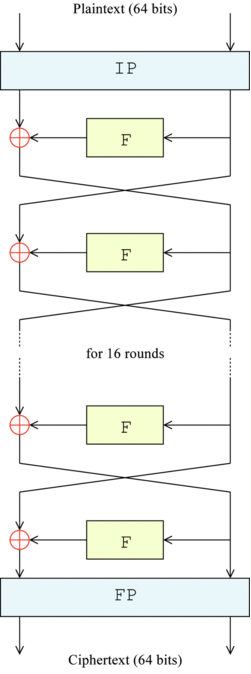 Plaintext (64 bits)
IP
F
F
for 16 rounds
F
F
FP
Ciphertext (64 bits)